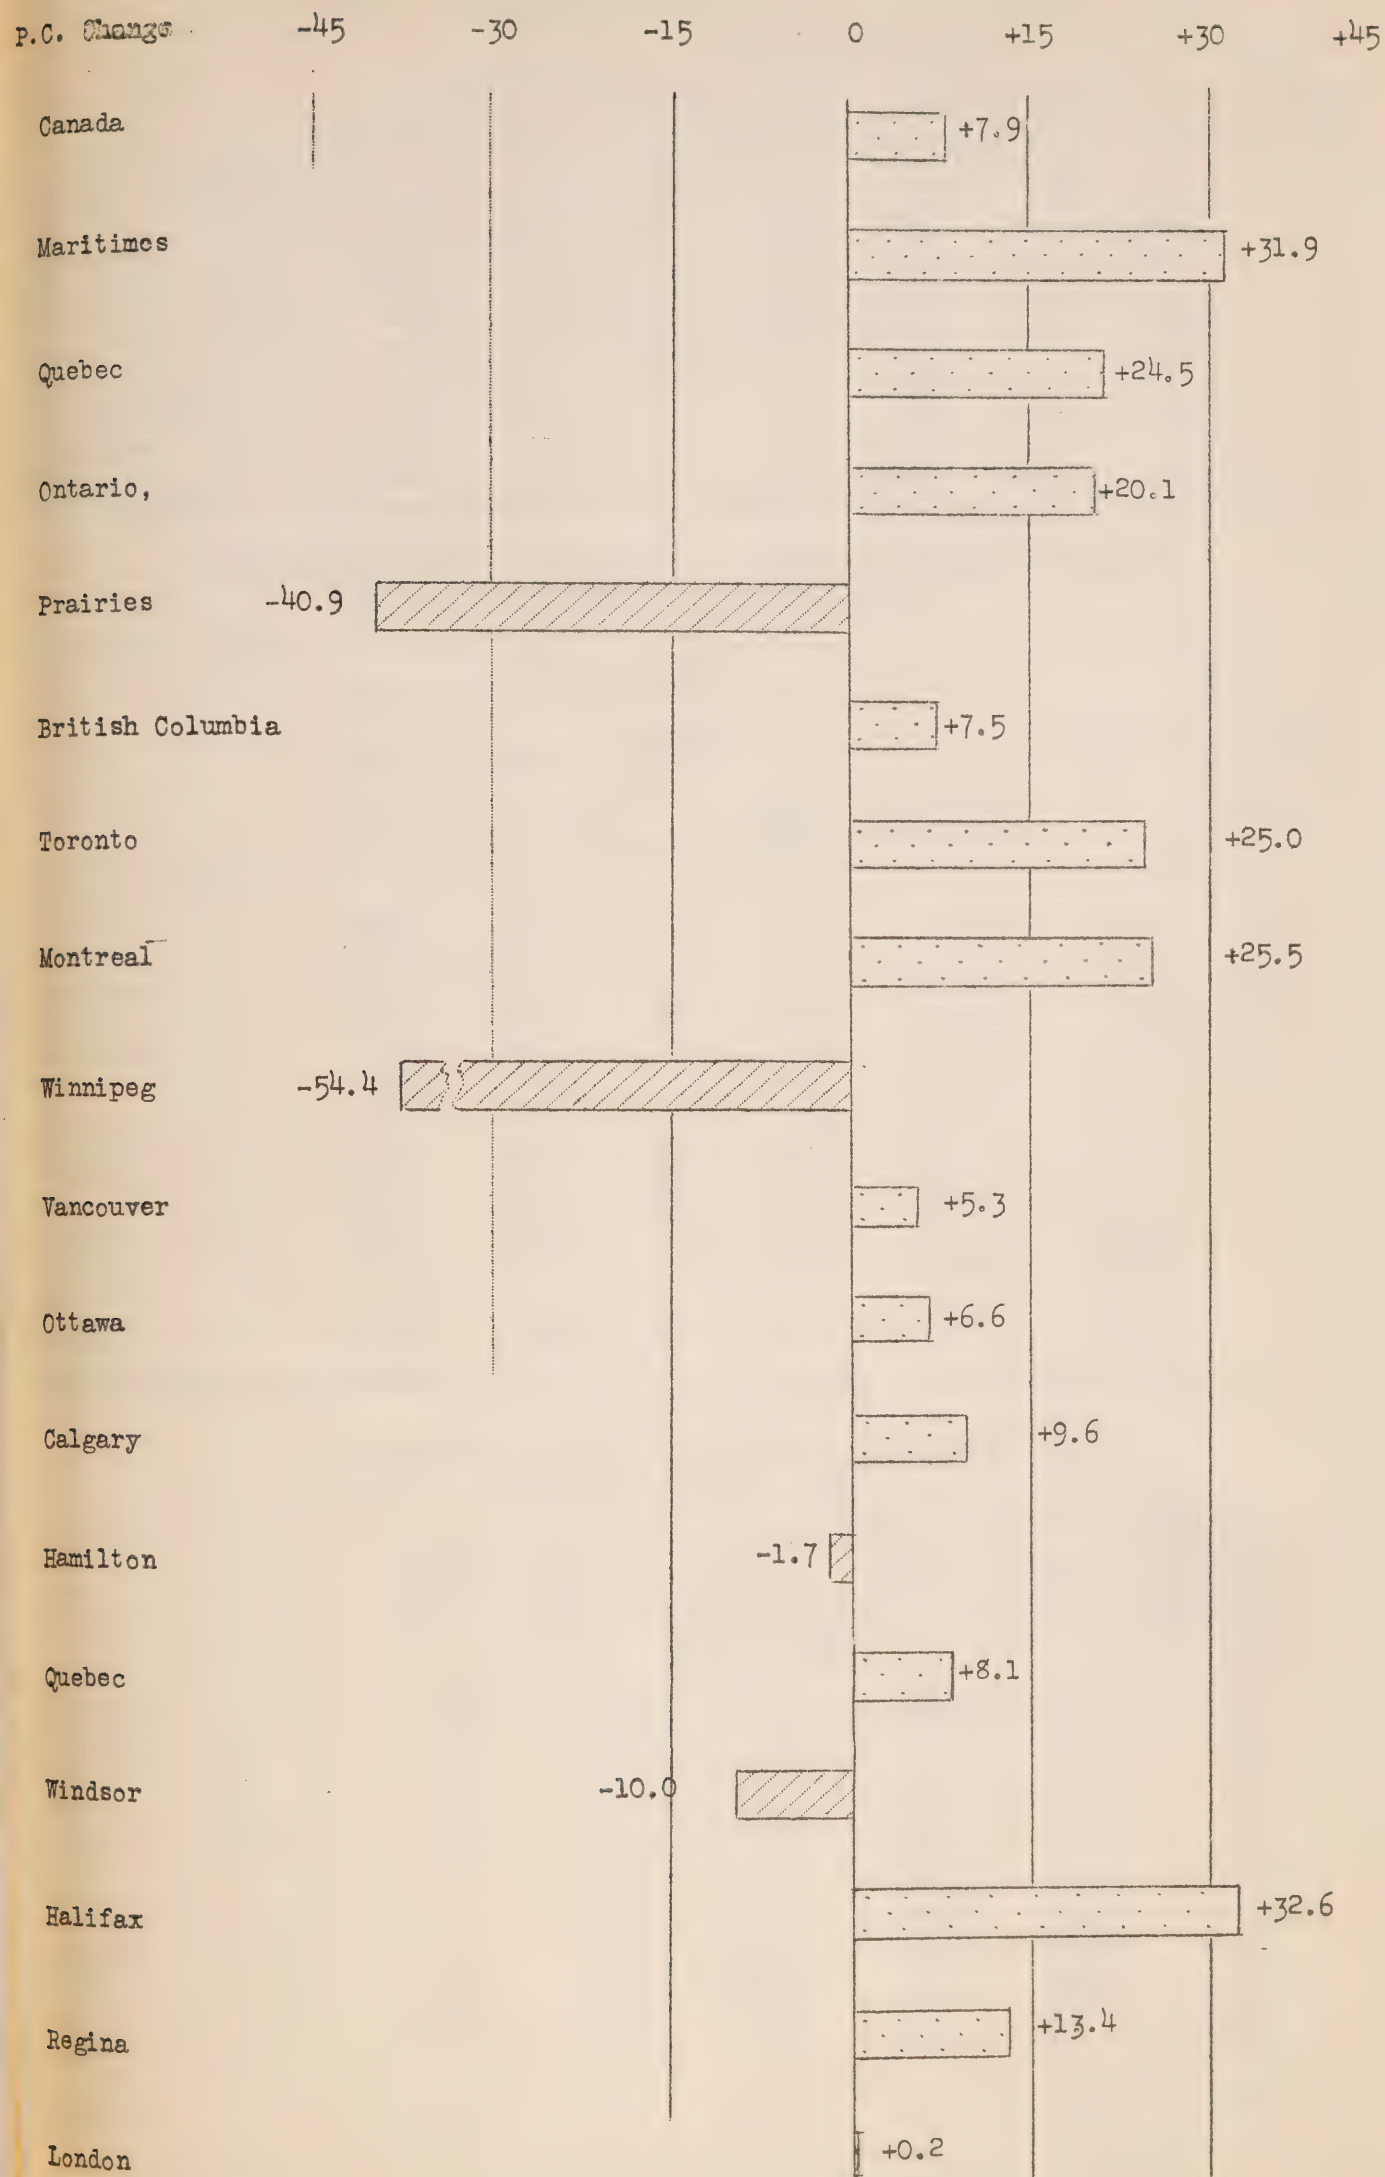 P.C. Change -45 -30 -15 0 +15 +30 +45
Canada +7.9
Maritimes +31.9
Quebec +24.5
Ontario, +20.1
Prairies -40.9
British Columbia +7.5
Toronto +25.0
Montreal +25.5
Winnipeg -54.4
Vancouver +5.3
Ottawa +6.6
Calgary +9.6
Hamilton -1.7
Quebec +8.1
Windsor -10.0
Halifax +32.6
Regina +13.4
London +0.2